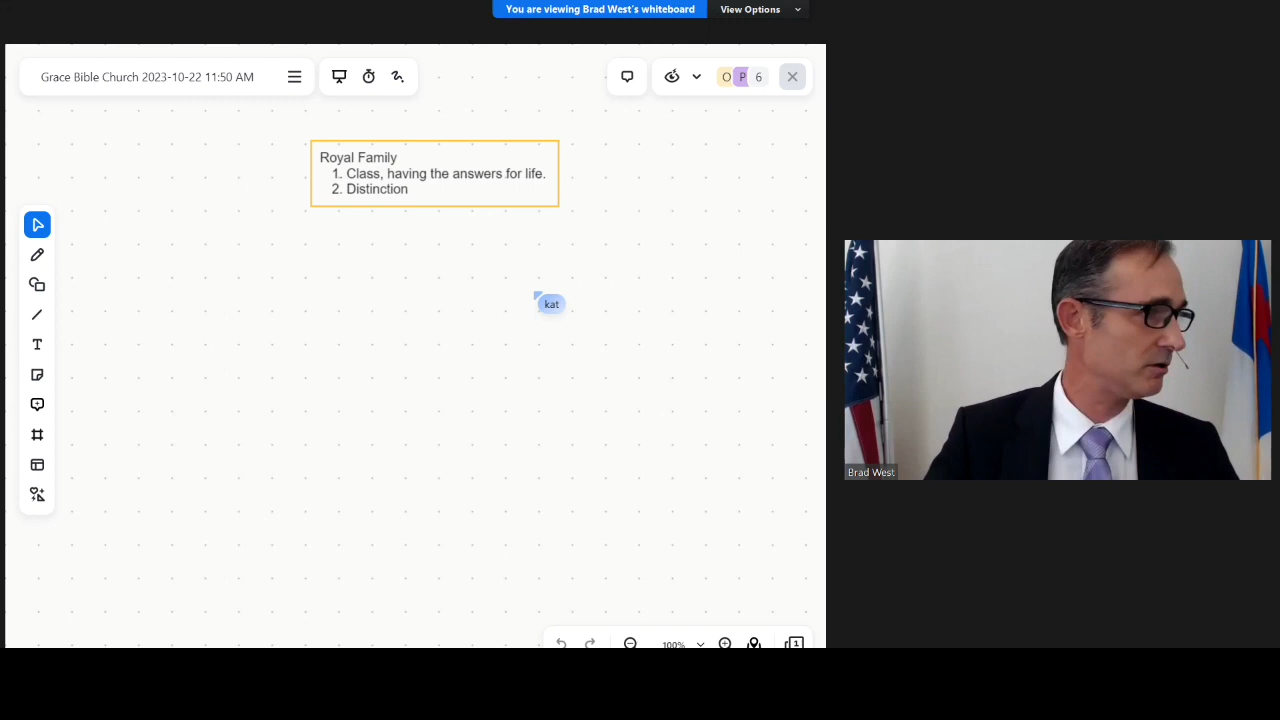 You are viewing Brad West's whiteboard
View Options
Grace Bible Church 2023-10-22 11:50 AM
O P 6
Royal Family
1. Class, having the answers for life.
2. Distinction
kat
T
Brad West
100%
1